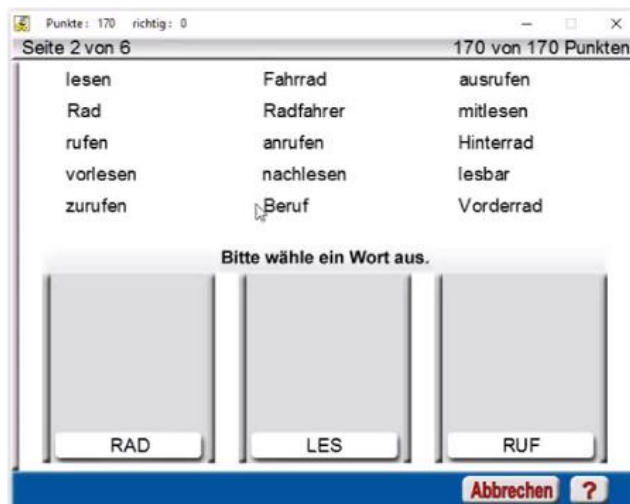 Punkte: 170 richtig: 0
Seite 2 von 6 170 von 170 Punkten
lesen Fahrrad ausrufen
Rad Radfahrer mitlesen
rufen anrufen Hinterrad
vorlesen nachlesen lesbar
zurufen Beruf Vorderrad
Bitte wähle ein Wort aus.
RAD LES RUF
Abbrechen ?